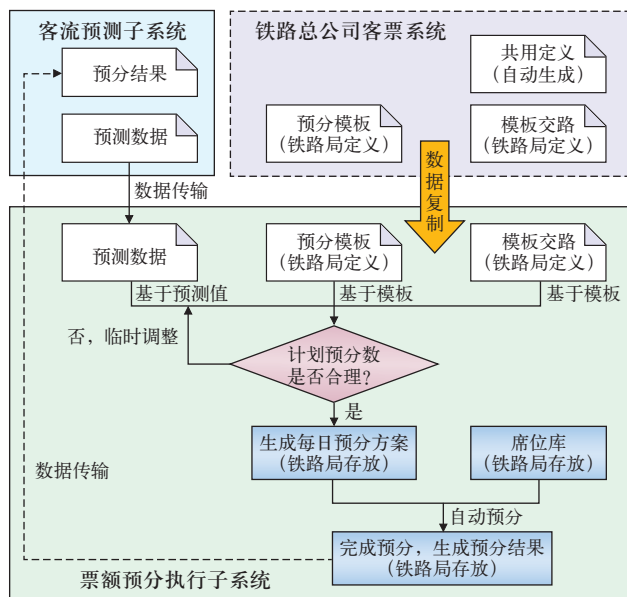 客流预测子系统
预分结果
预测数据
铁路总公司客票系统
共用定义
（自动生成）
预分模板
（铁路局定义）
模板交路
（铁路局定义）
数据复制
数据传输
预测数据
预分模板
（铁路局定义）
模板交路
（铁路局定义）
基于预测值
基于模板
基于模板
否，临时调整
计划预分数
是否合理？
是
生成每日预分方案
（铁路局存放）
席位库
（铁路局存放）
数据传输
自动预分
完成预分，生成预分结果
（铁路局存放）
票额预分执行子系统